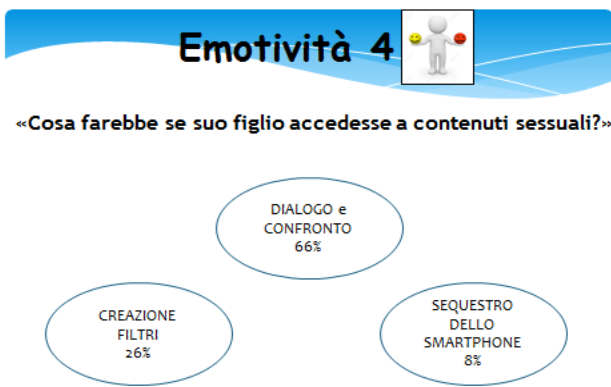 Emotività 4
«Cosa farebbe se suo figlio accedesse a contenuti sessuali?»
DIALOGO e
CONFRONTO
66%
CREAZIONE
FILTRI
26%
SEQUESTRO
DELLO
SMARTPHONE
8%